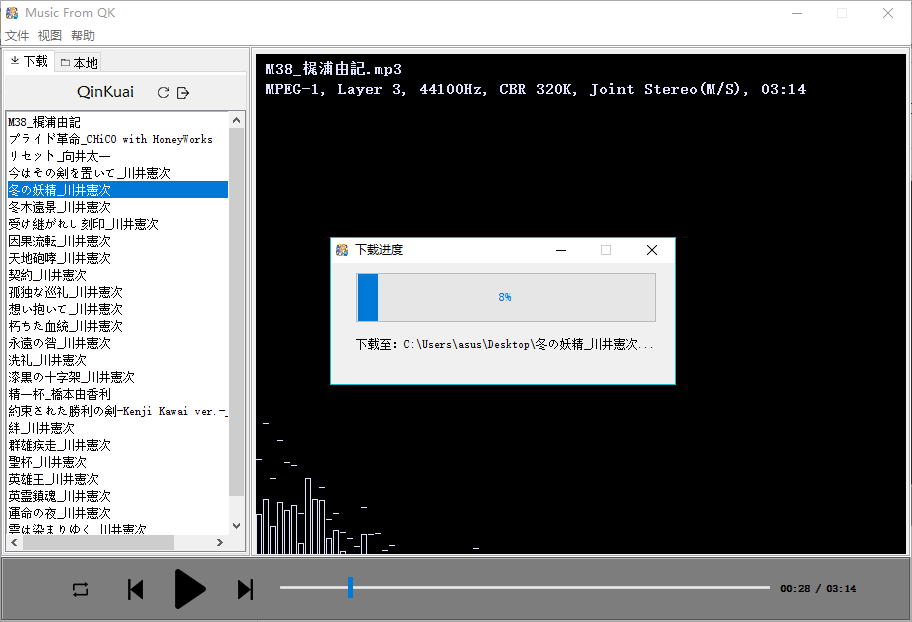 Music From QK
文件 视图 帮助
下载 本地
QinKuai
M38_梶浦由記
プライド革命_CHiCO with HoneyWorks
リセット_向井太一
今はその剣を置いて_川井憲次
冬の妖精_川井憲次
冬木遠景_川井憲次
受け継がれし刻印_川井憲次
因果流転_川井憲次
天地砲哮_川井憲次
契約_川井憲次
孤独な巡礼_川井憲次
想い抱いて_川井憲次
朽ちた血統_川井憲次
永遠の咎_川井憲次
洗礼_川井憲次
漆黒の十字架_川井憲次
精一杯_橋本由香利
約束された勝利の剣-Kenji Kawai ver.-_
絆_川井憲次
群雄疾走_川井憲次
聖杯_川井憲次
英雄王_川井憲次
英霊鎮魂_川井憲次
運命の夜_川井憲次
雲は染まりゆく_川井憲次
M38_梶浦由記.mp3
MPEG-1, Layer 3, 44100Hz, CBR 320K, Joint Stereo(M/S), 03:14
下载进度
8%
下载至: C:\Users\asus\Desktop\冬の妖精_川井憲次...
00:28 / 03:14